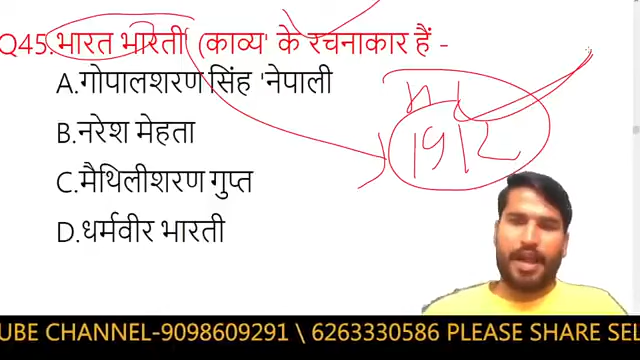 Q45.भारत भारती (काव्य' के रचनाकार हैं -
A.गोपालशरण सिंह 'नेपाली
B.नरेश मेहता
C.मैथिलीशरण गुप्त
D.धर्मवीर भारती
1912
UBE CHANNEL-9098609291 \ 6263330586 PLEASE SHARE SEL